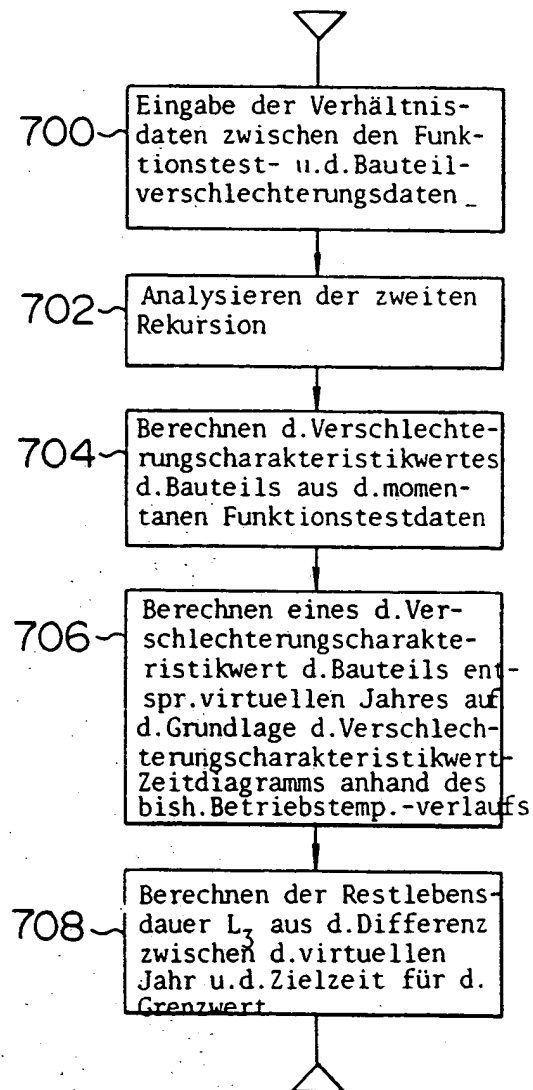 700
Eingabe der Verhältnis-
daten zwischen den Funk-
tionstest- u.d.Bauteil-
verschlechterungsdaten
702
Analysieren der zweiten
Rekursion
704
Berechnen d.Verschlechte-
rungscharakteristikwertes
d.Bauteils aus d.momen-
tanen Funktionstestdaten
706
Berechnen eines d.Ver-
schlechterungscharakte-
ristikwert d.Bauteils ent-
spr.virtuellen Jahres auf
d.Grundlage d.Verschlech-
terungscharakteristikwert-
Zeitdiagramms anhand des
bish.Betriebstemp.-verlaufs
708
Berechnen der Restlebens-
dauer L3 aus d.Differenz
zwischen d.virtuellen
Jahr u.d.Zielzeit für d.
Grenzwert